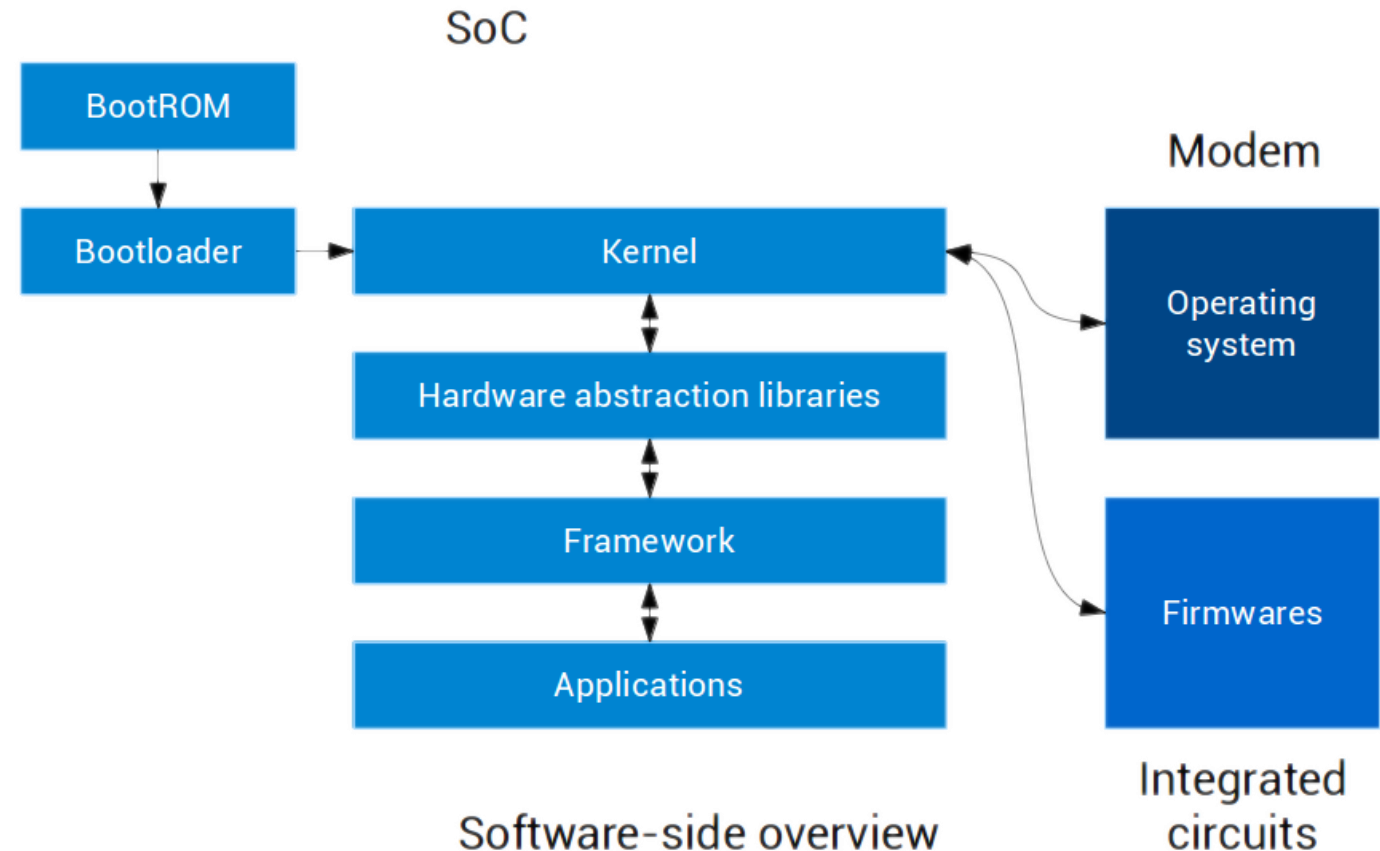 SoC
BootROM
Modem
Bootloader
Kernel
Operating
system
Hardware abstraction libraries
Framework
Firmwares
Applications
Integrated
circuits
Software-side overview